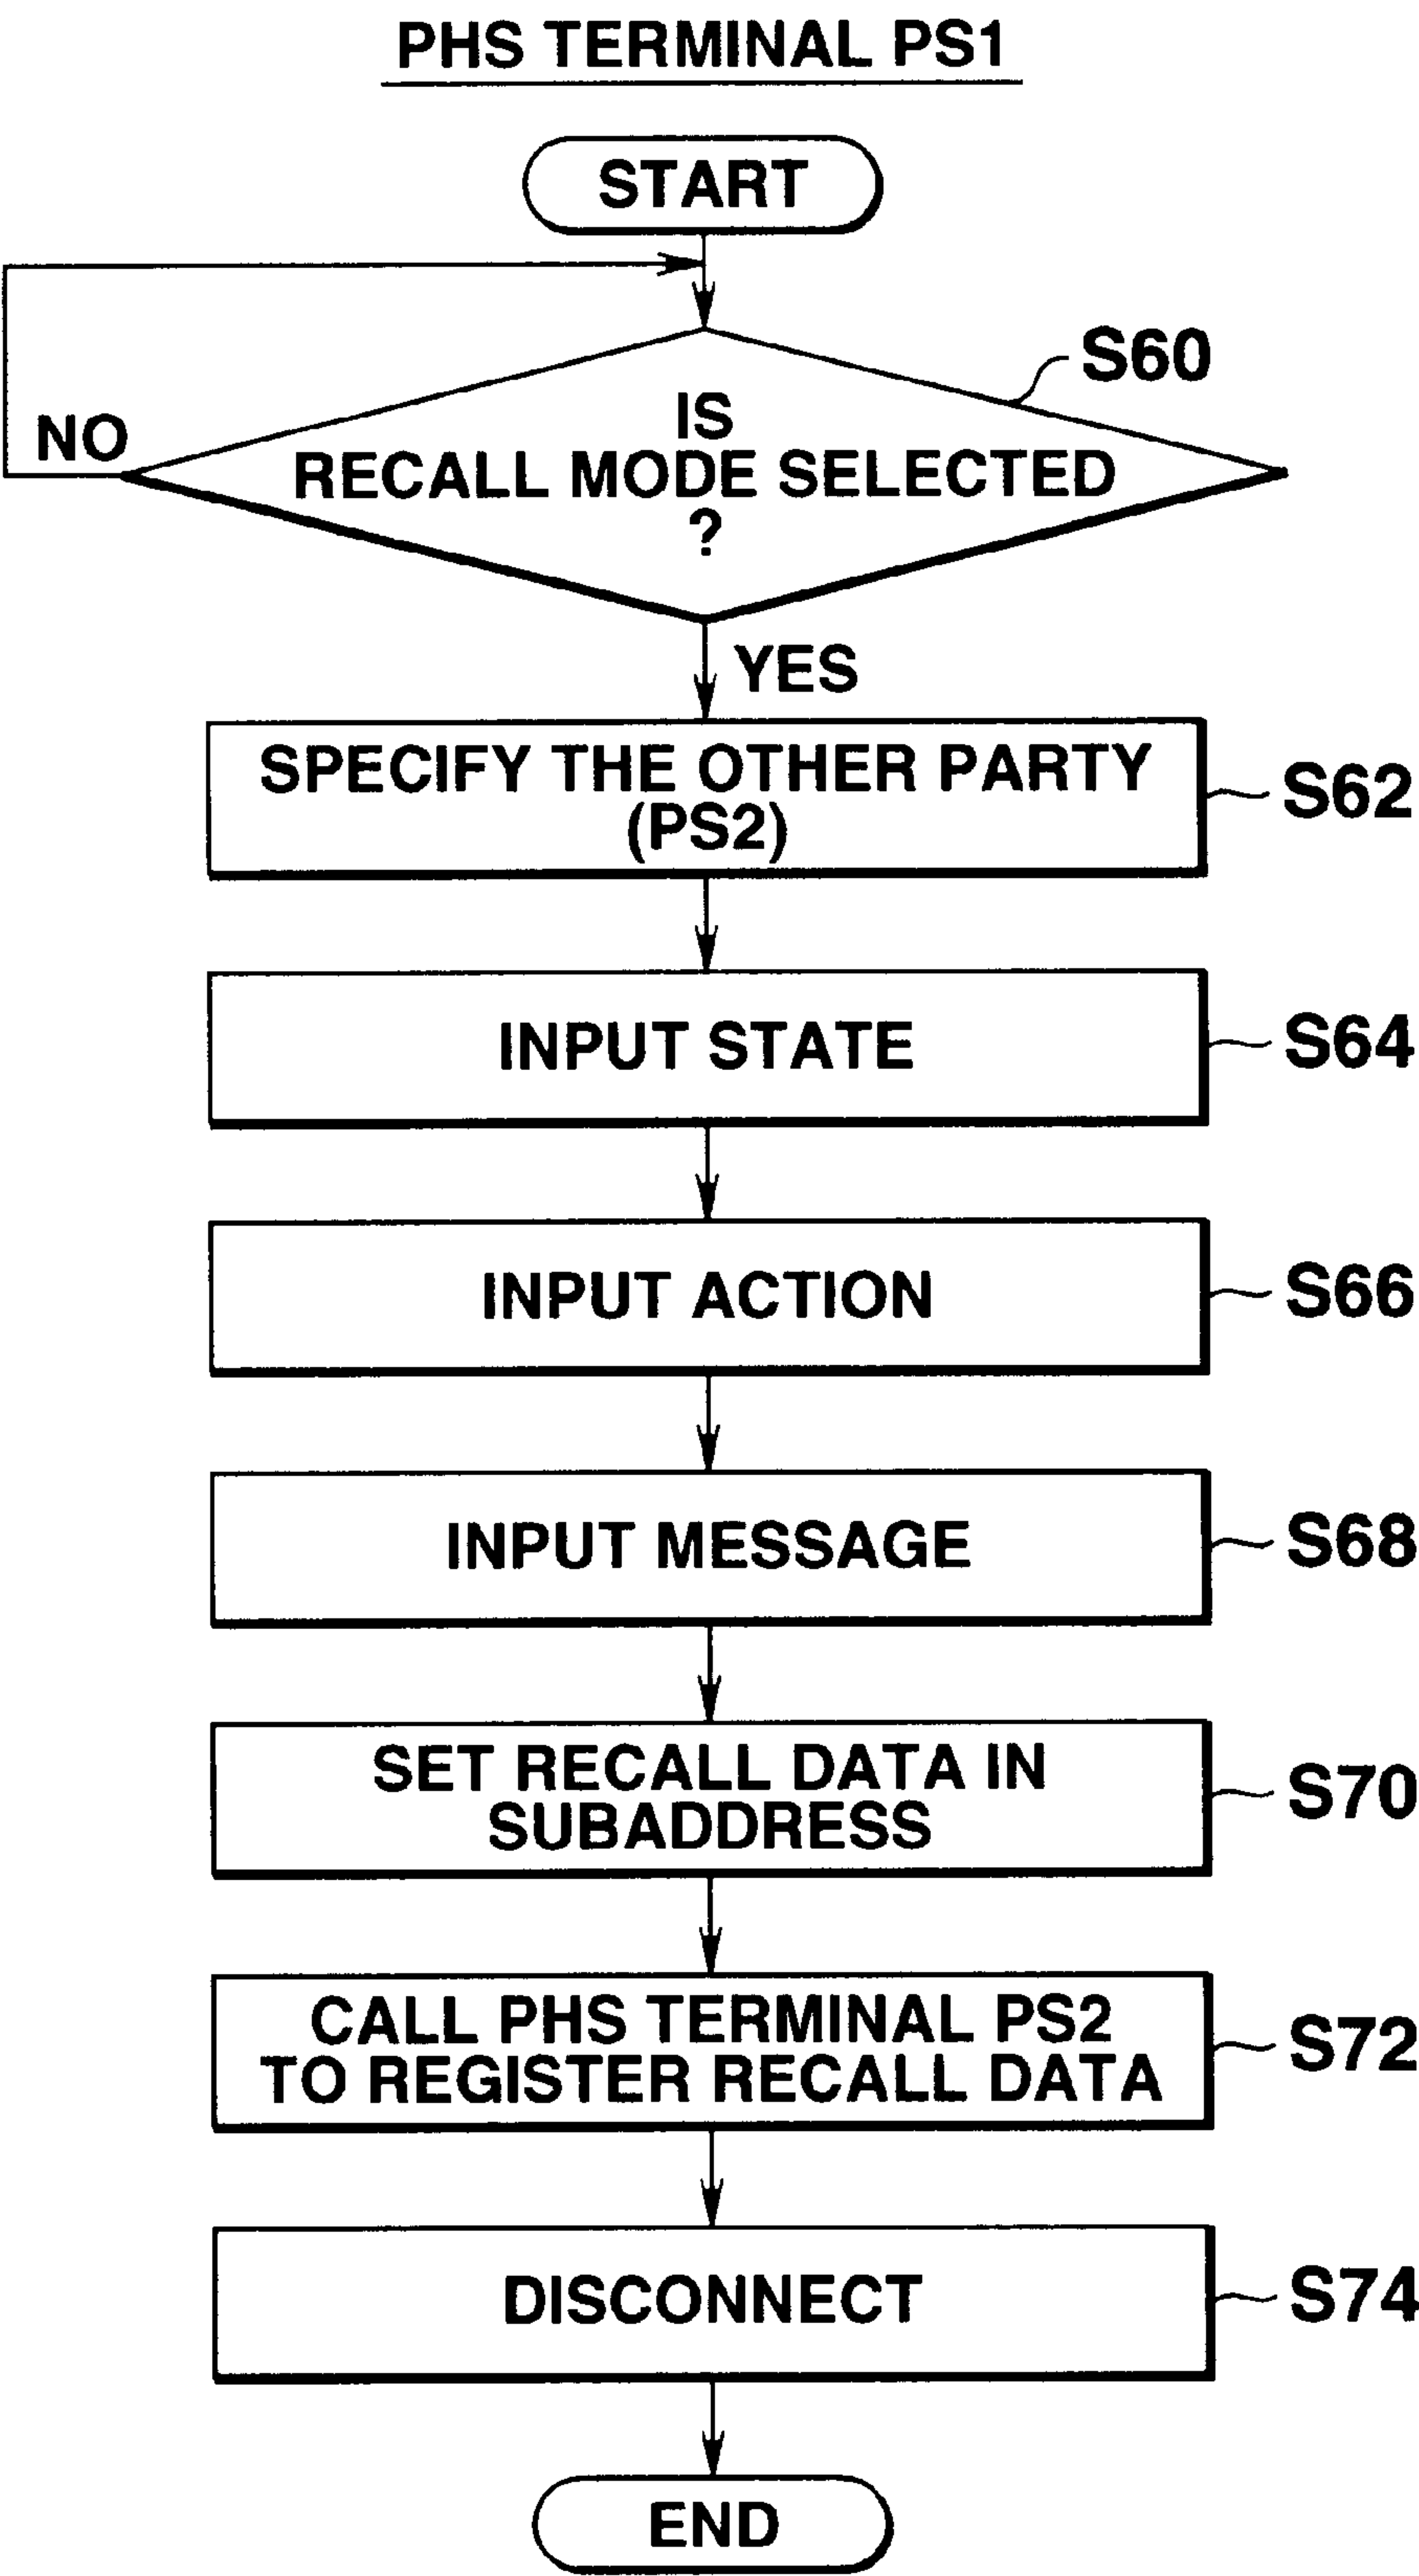 PHS TERMINAL PS1
START
S60
IS
RECALL MODE SELECTED
?
NO
YES
SPECIFY THE OTHER PARTY
(PS2)
S62
INPUT STATE
S64
INPUT ACTION
S66
INPUT MESSAGE
S68
SET RECALL DATA IN
SUBADDRESS
S70
CALL PHS TERMINAL PS2
TO REGISTER RECALL DATA
S72
DISCONNECT
S74
END